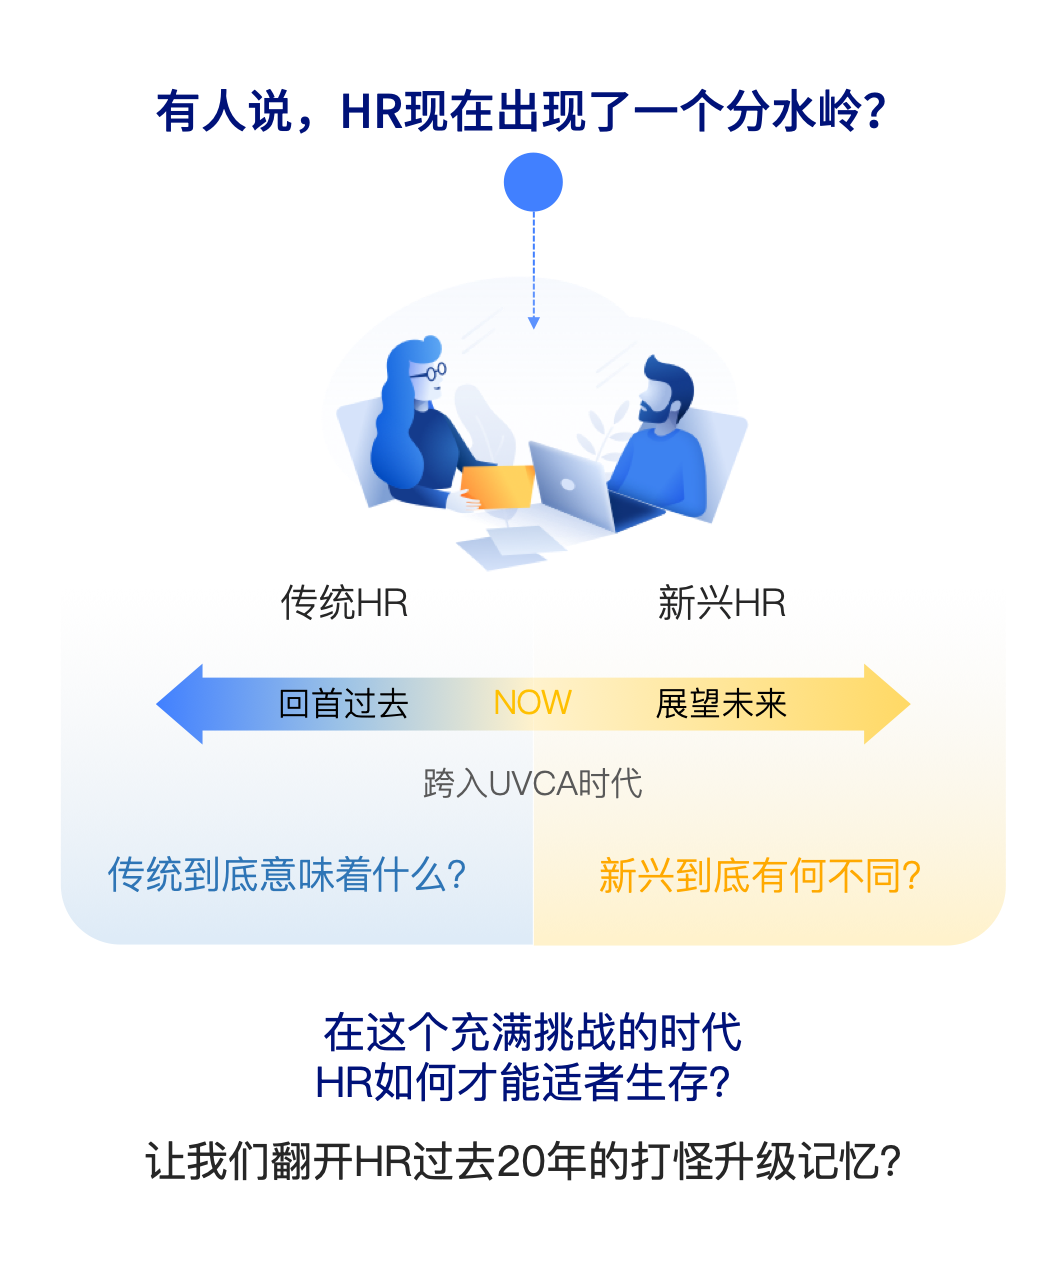 有人说，HR现在出现了一个分水岭？
传统HR
新兴HR
回首过去
NOW
展望未来
跨入UVCA时代
传统到底意味着什么？
新兴到底有何不同？
在这个充满挑战的时代
HR如何才能适者生存？
让我们翻开HR过去20年的打怪升级记忆？